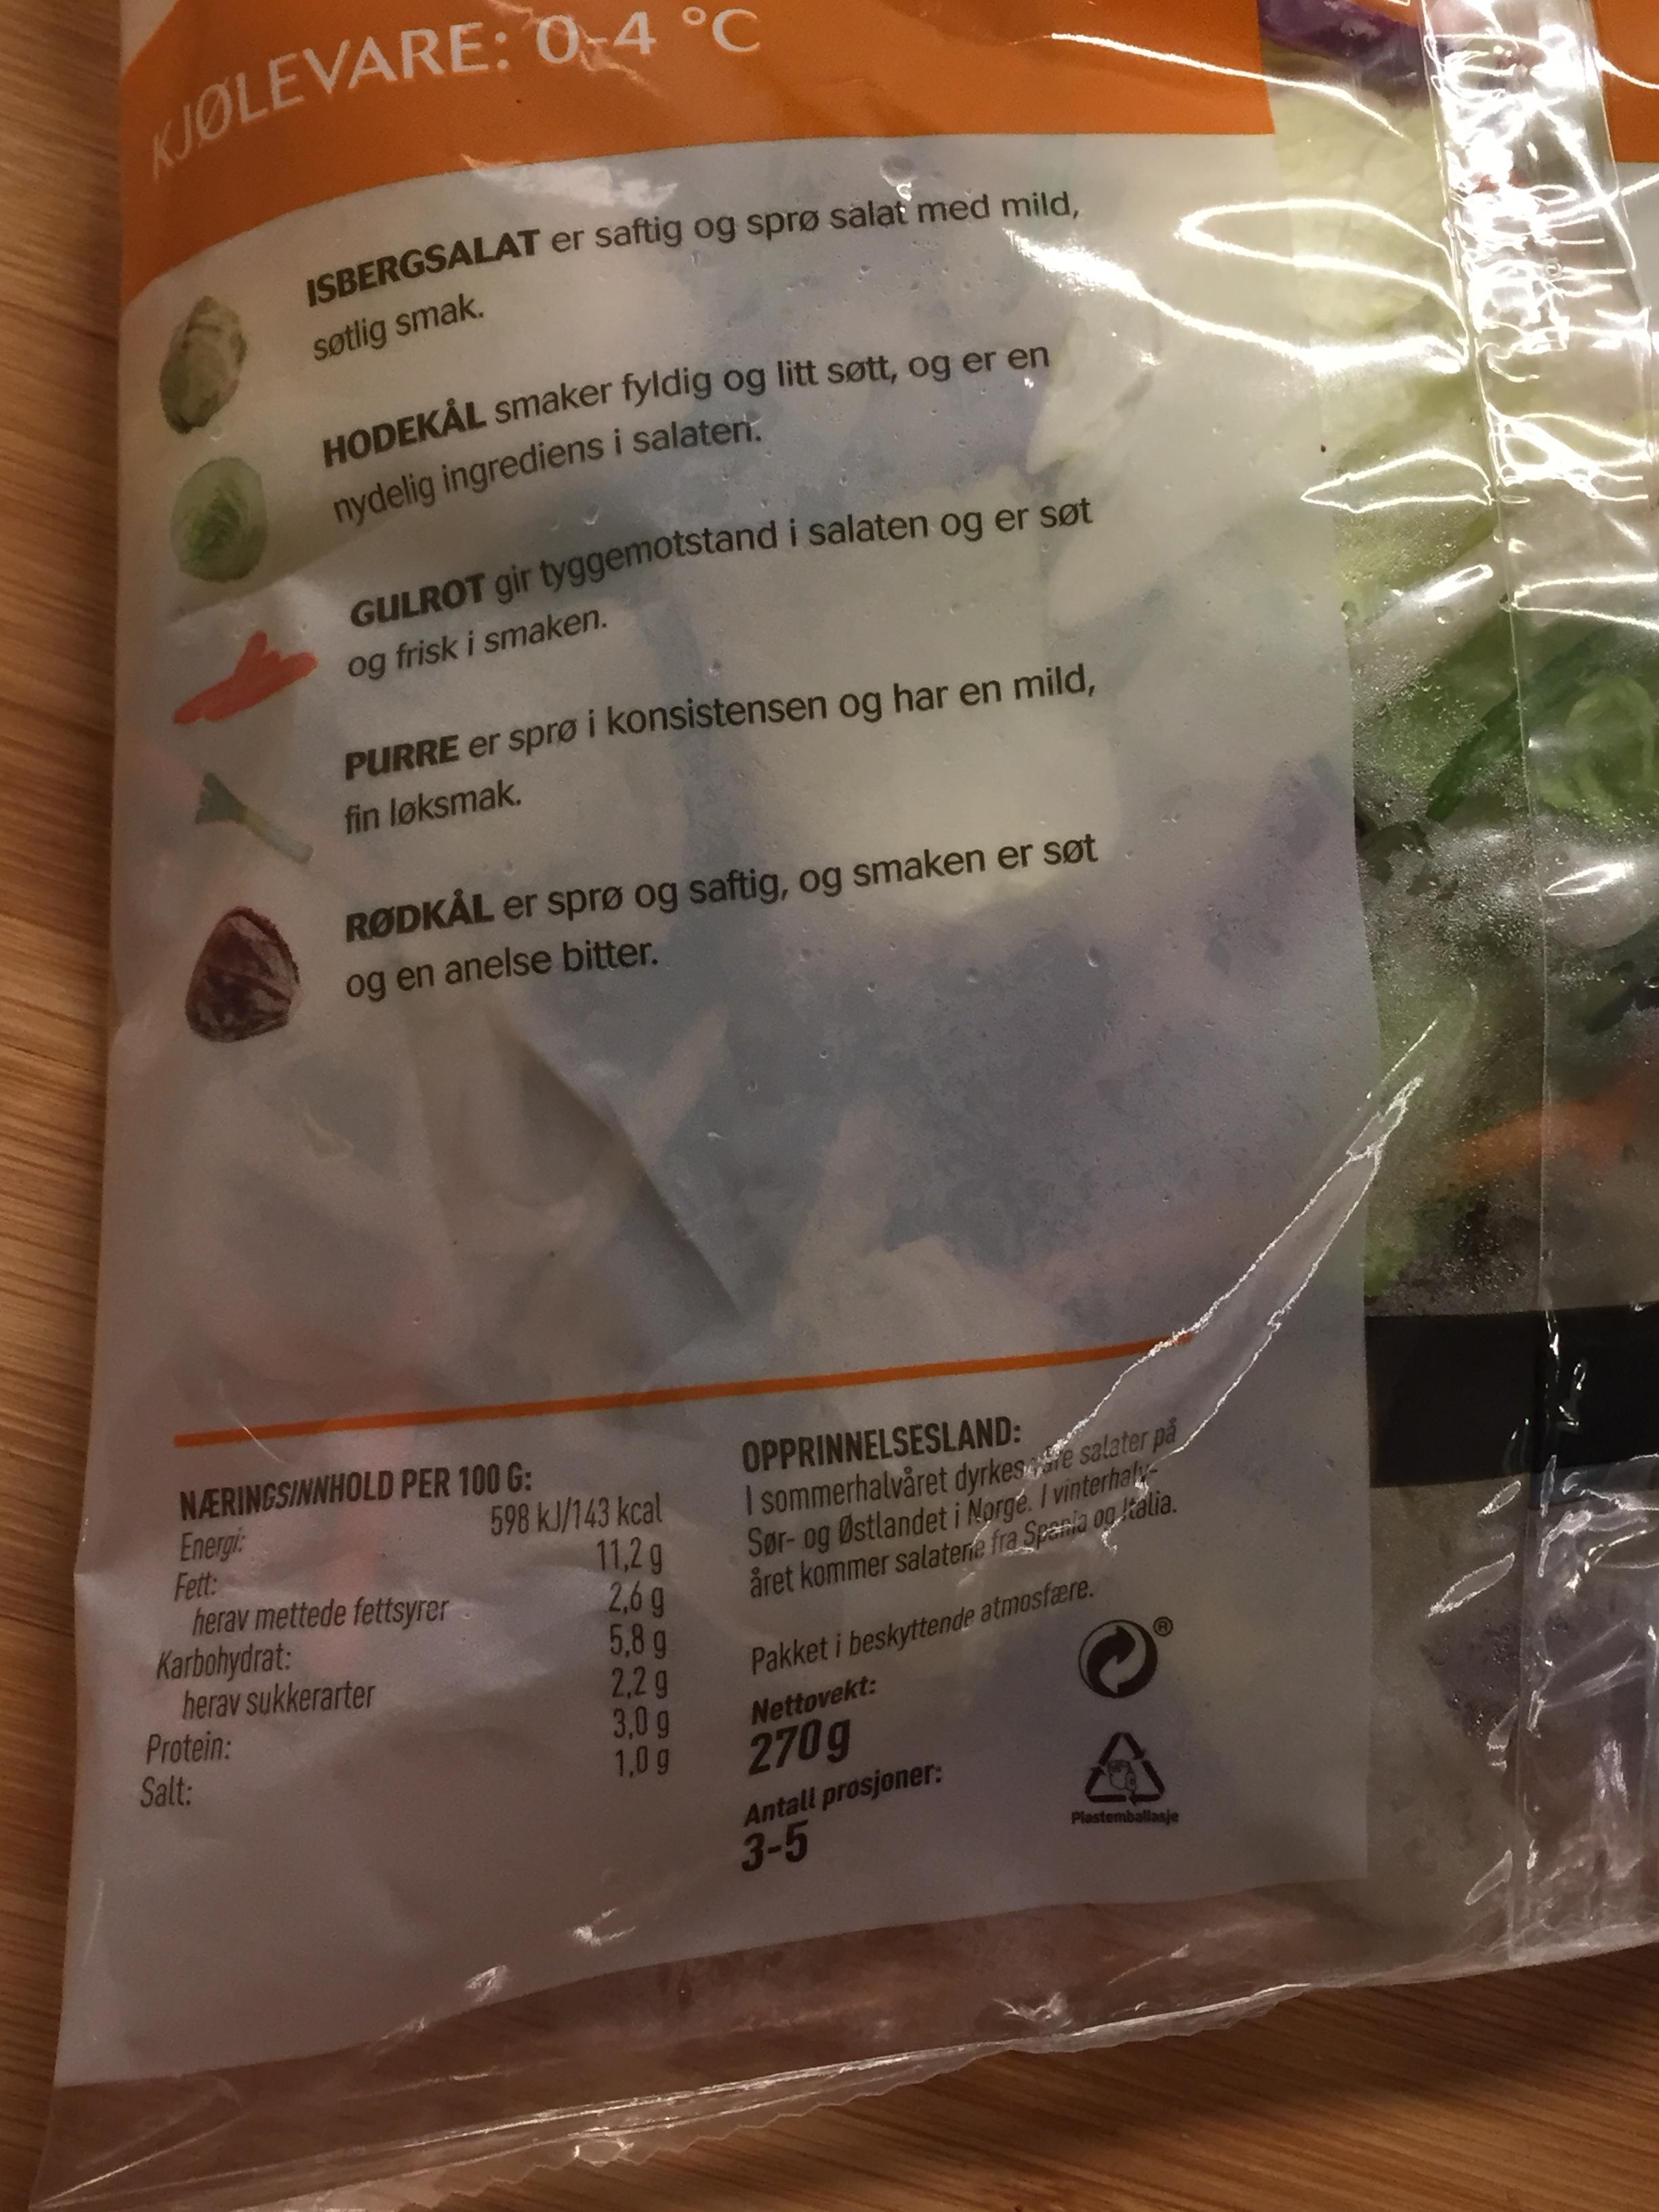 KJØLEVARE: 0-4 °C
ISBERGSALAT er saftig og sprø salat med mild,
søtlig smak.
HODEKÅL smaker fyldig og litt søtt, og er en
nydelig ingrediens i salaten.
GULROT gir tyggemotstand i salaten og er søt
og frisk i smaken.
PURRE er sprø i konsistensen og har en mild,
fin løksmak.
RØDKÅL er sprø og saftig, og smaken er søt
og en anelse bitter.
NÆRINGSINNHOLD PER 100 G:
Energi: 598 kJ/143 kcal
Fett: 11,2 g
herav mettede fettsyrer 2,6 g
Karbohydrat: 5,8 g
herav sukkerarter 2,2 g
Protein: 3,0 g
Salt: 1,0 g
OPPRINNELSESLAND:
I sommerhalvåret dyrkes våre salater på
Sør- og Østlandet i Norge. I vinterhalv-
året kommer salatene fra Spania og Italia.
Pakket i beskyttende atmosfære.
Nettovekt:
270g
Antall prosjoner:
3-5
®
Plastemballasje